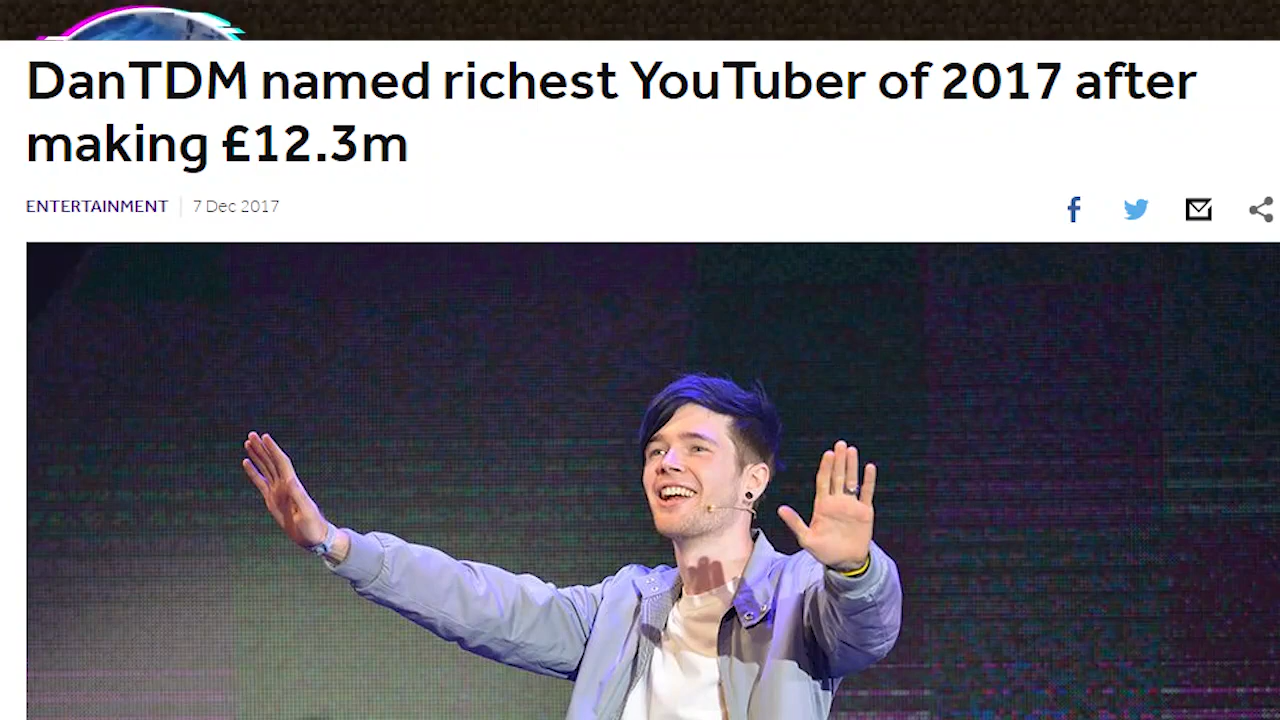 DanTDM named richest YouTuber of 2017 after
making £12.3m
ENTERTAINMENT 7 Dec 2017